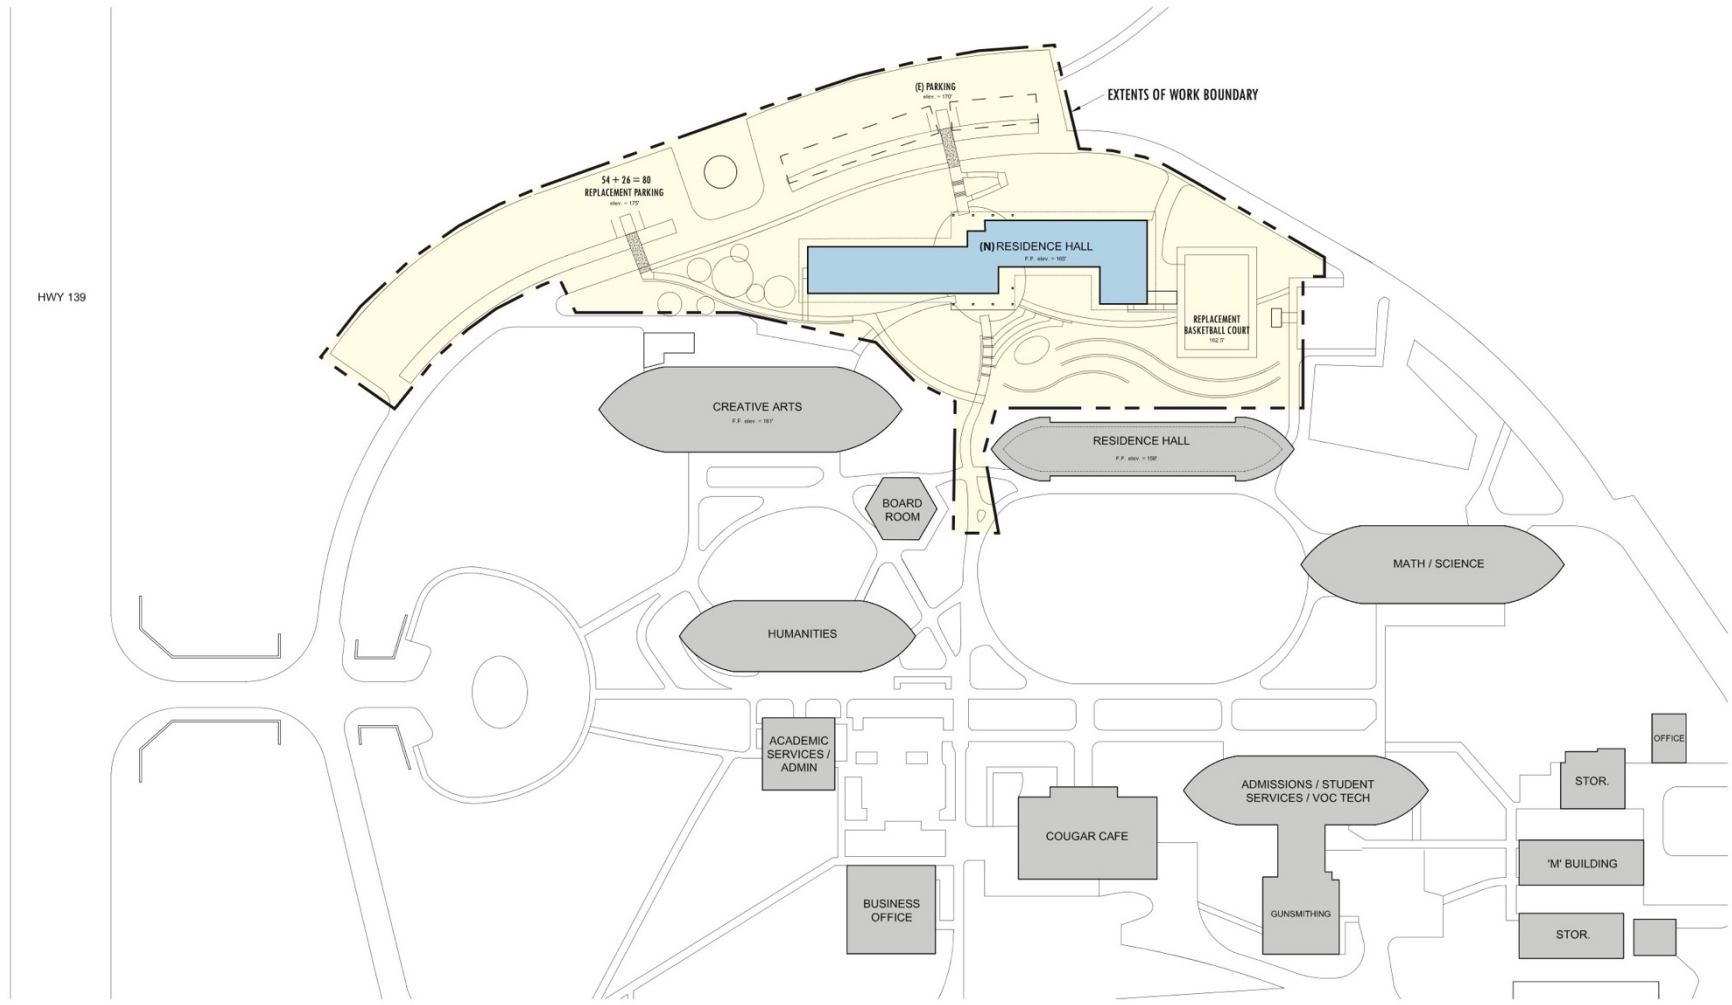 (E) PARKING
elev. = 170'
EXTENTS OF WORK BOUNDARY
54 + 26 = 80
REPLACEMENT PARKING
elev. = 175'
(N) RESIDENCE HALL
F.F. elev. = 165'
HWY 139
REPLACEMENT
BASKETBALL COURT
162.5'
CREATIVE ARTS
F.F. elev. = 161'
RESIDENCE HALL
F.F. elev. = 158'
BOARD
ROOM
MATH / SCIENCE
HUMANITIES
ACADEMIC
SERVICES /
ADMIN
OFFICE
STOR.
ADMISSIONS / STUDENT
SERVICES / VOC TECH
COUGAR CAFE
'M' BUILDING
BUSINESS
OFFICE
GUNSMITHING
STOR.